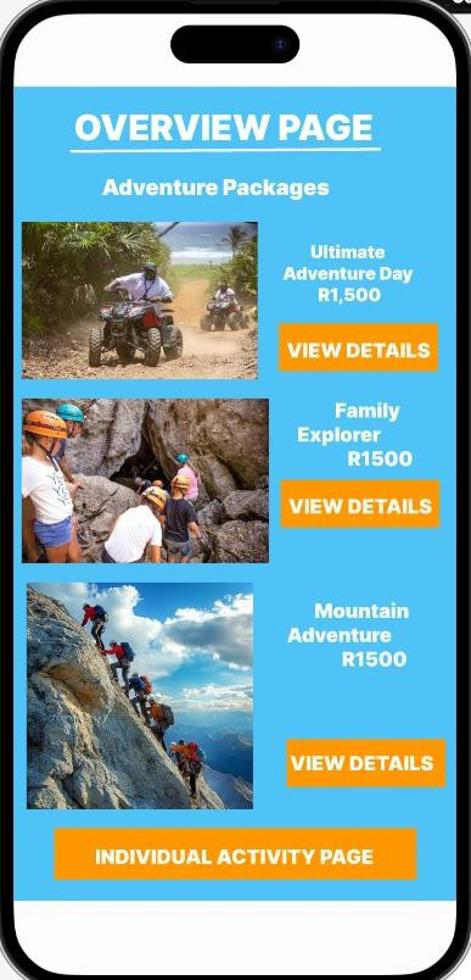 OVERVIEW PAGE
Adventure Packages
Ultimate
Adventure Day
R1,500
VIEW DETAILS
Family
Explorer
R1500
VIEW DETAILS
Mountain
Adventure
R1500
VIEW DETAILS
INDIVIDUAL ACTIVITY PAGE